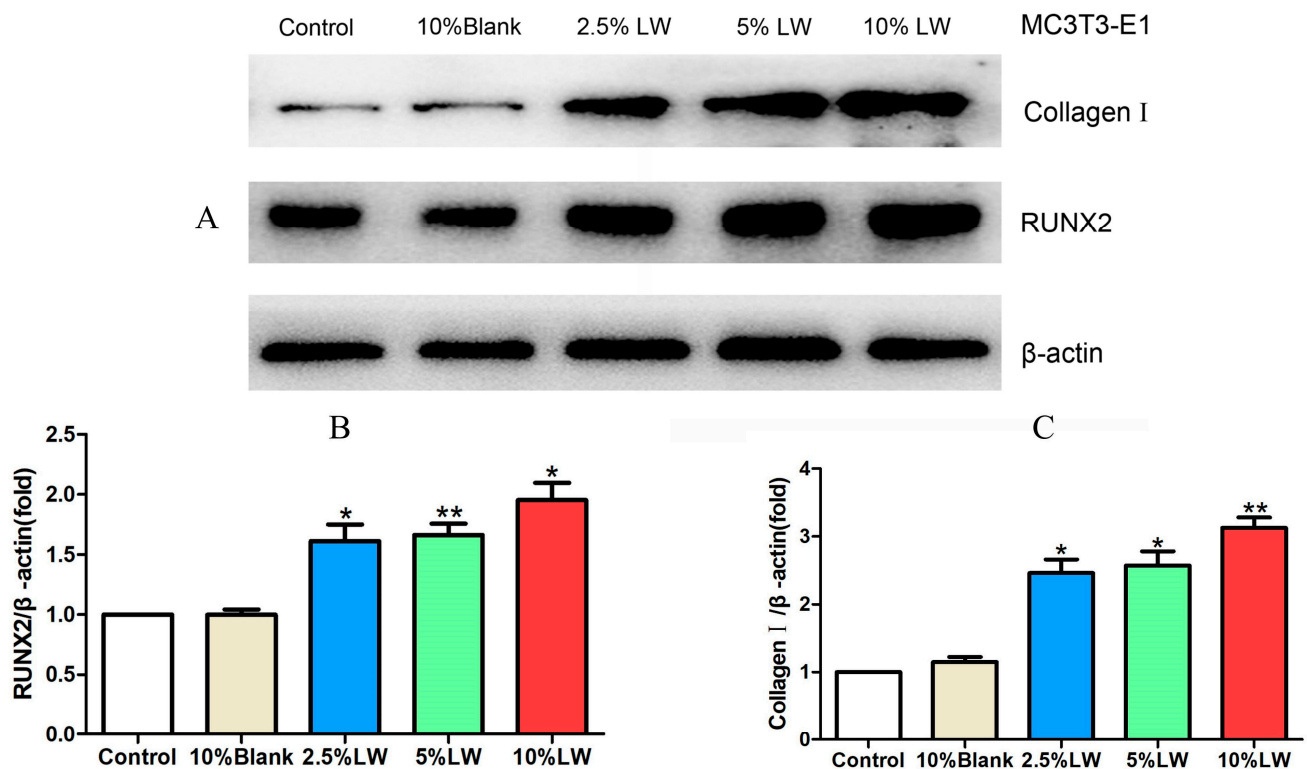 Control 10%Blank 2.5% LW 5% LW 10% LW MC3T3-E1
Collagen Ⅰ
A
RUNX2
β-actin
B
RUNX2/β -actin(fold)
2.5
2.0
1.5
1.0
0.5
0.0
*
**
*
Control 10%Blank 2.5%LW 5%LW 10%LW
C
Collagen Ⅰ /β -actin(fold)
4
3
2
1
0
*
*
**
Control 10%Blank 2.5%LW 5%LW 10%LW